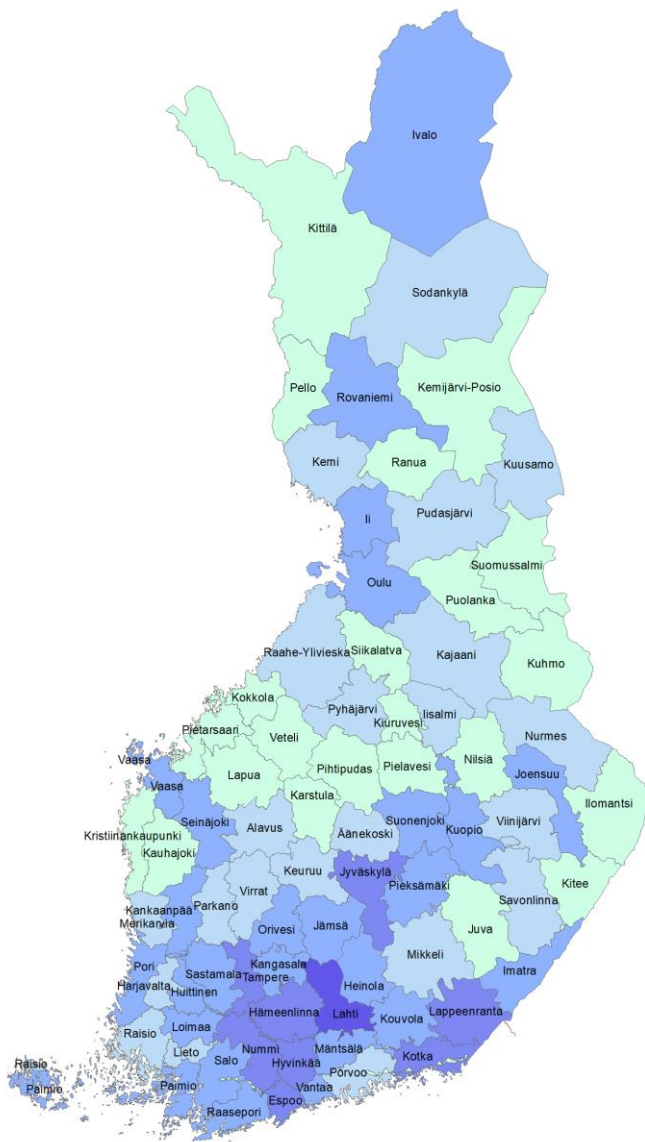 Ivalo
Kittilä
Sodankylä
Pello
Rovaniemi
Kemijärvi-Posio
Kemi
Ranua
Kuusamo
Ii
Pudasjärvi
Oulu
Suomussalmi
Puolanka
Raahe-Ylivieska
Siikalatva
Kajaani
Kuhmo
Kokkola
Pyhäjärvi
Kiuruvesi
Iisalmi
Pietarsaari
Veteli
Nurmes
Vaasa
Nilsiä
Lapua
Pihtipudas
Pielavesi
Joensuu
Vaasa
Karstula
Ilomantsi
Seinäjoki
Alavus
Äänekoski
Suonenjoki
Kuopio
Viinijärvi
Kristiinankaupunki
Kauhajoki
Keuruu
Jyväskylä
Pieksämäki
Kitee
Kankaanpää
Parkano
Virrat
Savonlinna
Merikarvia
Orivesi
Jämsä
Juva
Mikkeli
Pori
Sastamala
Kangasala
Tampere
Heinola
Imatra
Harjavalta
Huittinen
Hämeenlinna
Lahti
Kouvola
Lappeenranta
Raisio
Loimaa
Lieto
Salo
Nummi
Mäntsälä
Hyvinkää
Porvoo
Kotka
Raisio
Paimio
Paimio
Vantaa
Espoo
Raasepori